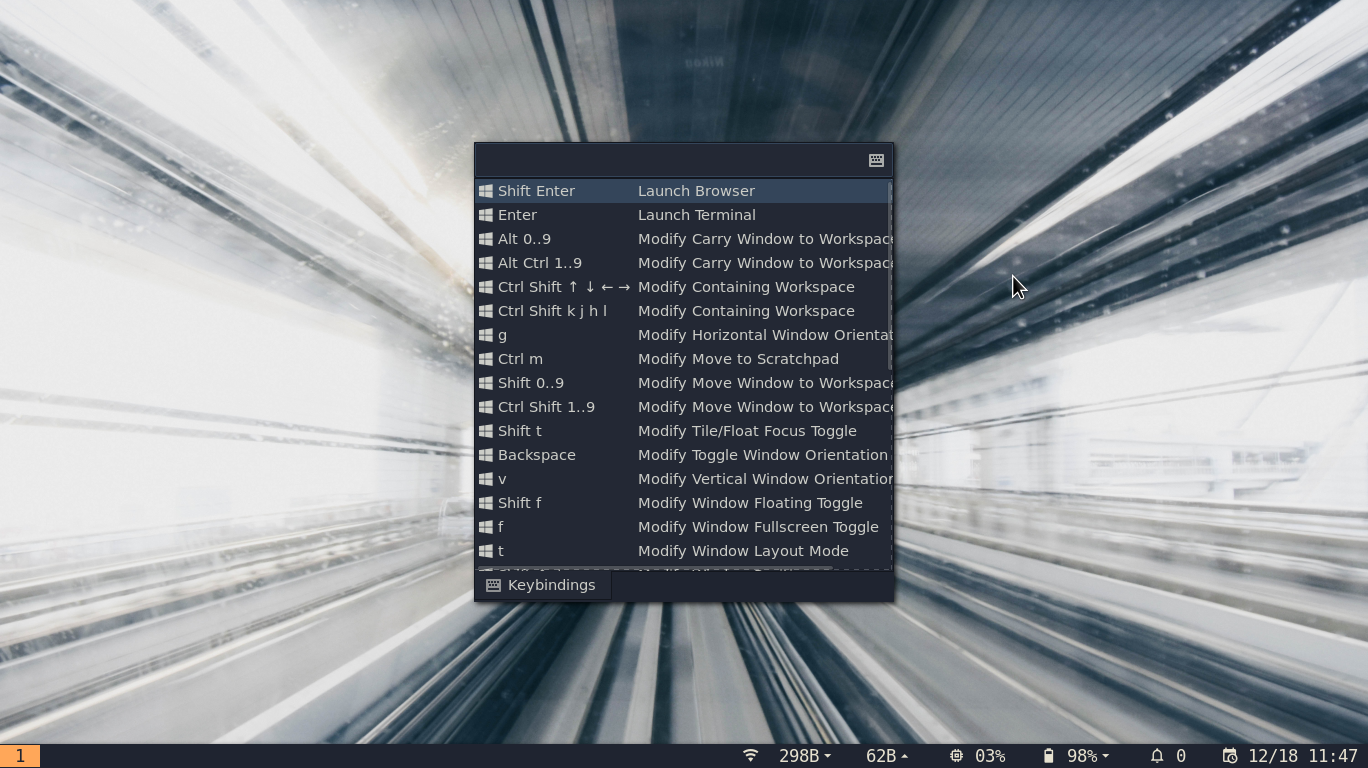 Shift Enter Launch Browser
Enter Launch Terminal
Alt 0..9 Modify Carry Window to Workspace
Alt Ctrl 1..9 Modify Carry Window to Workspace
Ctrl Shift ↑ ↓ ← → Modify Containing Workspace
Ctrl Shift k j h l Modify Containing Workspace
g Modify Horizontal Window Orientat
Ctrl m Modify Move to Scratchpad
Shift 0..9 Modify Move Window to Workspace
Ctrl Shift 1..9 Modify Move Window to Workspace
Shift t Modify Tile/Float Focus Toggle
Backspace Modify Toggle Window Orientation
v Modify Vertical Window Orientation
Shift f Modify Window Floating Toggle
f Modify Window Fullscreen Toggle
t Modify Window Layout Mode
Keybindings
1 298B 62B 03% 98% 0 12/18 11:47